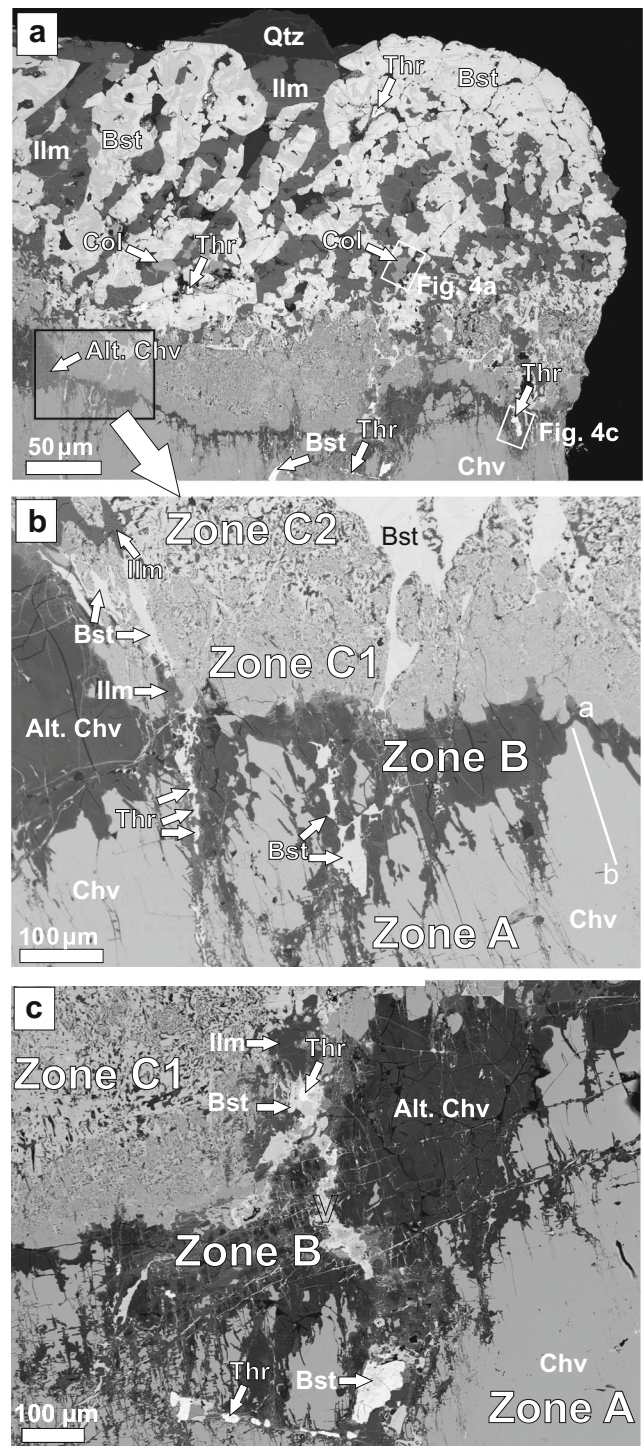 a
Qtz
Thr
Bst
Ilm
Ilm
Bst
Col
Thr
Col
Fig. 4a
Alt. Chv
Thr
Fig. 4c
50 µm
Bst
Thr
Chv
b
Zone C2
Bst
Ilm
Bst
Zone C1
Ilm
a
Alt. Chv
Zone B
Thr
Bst
b
Chv
Chv
Zone A
100 µm
c
Ilm
Thr
Zone C1
Bst
Alt. Chv
V
Zone B
Chv
Thr
Bst
Zone A
100 µm